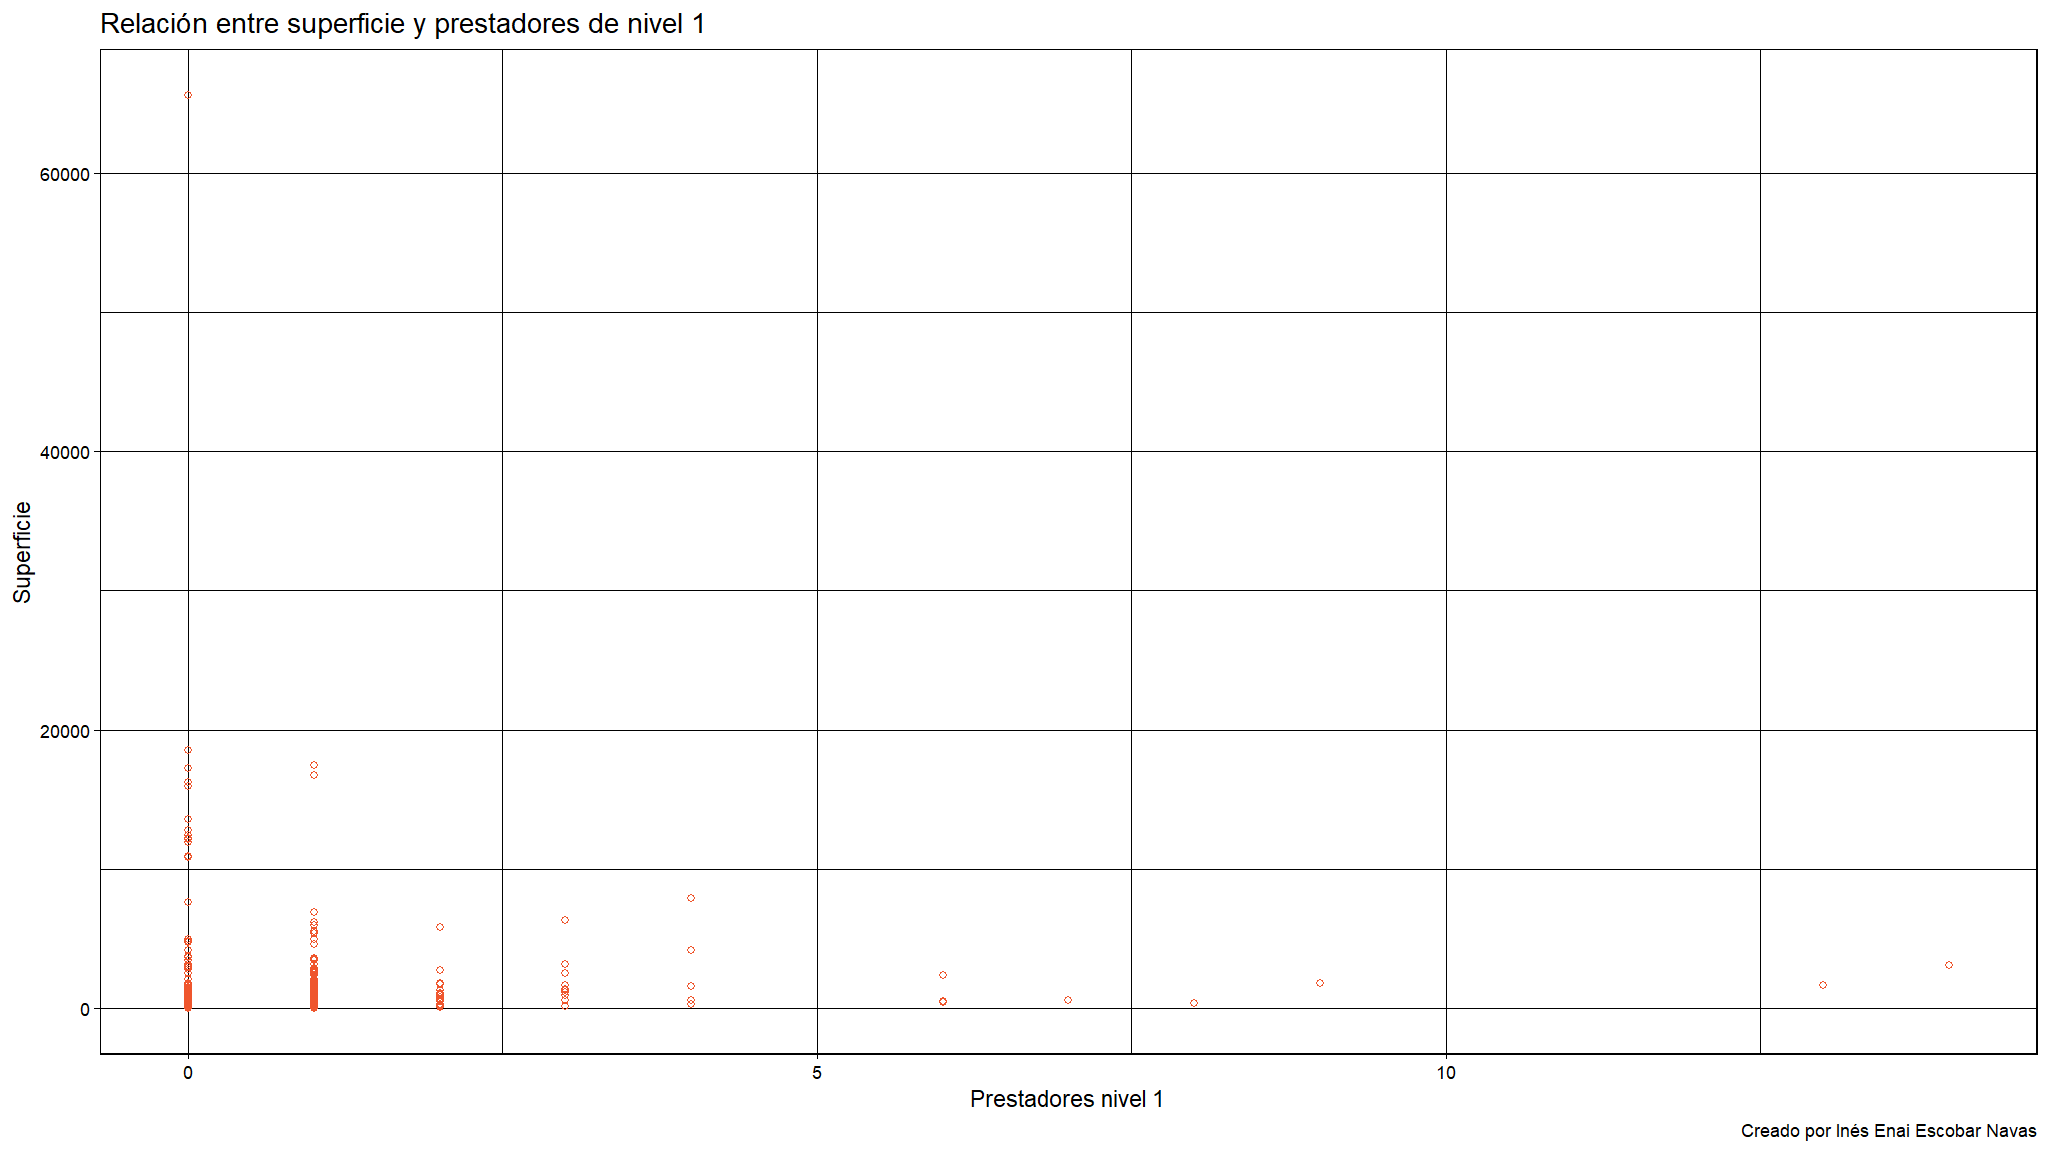 Relación entre superficie y prestadores de nivel 1
60000
40000
20000
0
Superficie
0 5 10
Prestadores nivel 1
Creado por Inés Enai Escobar Navas